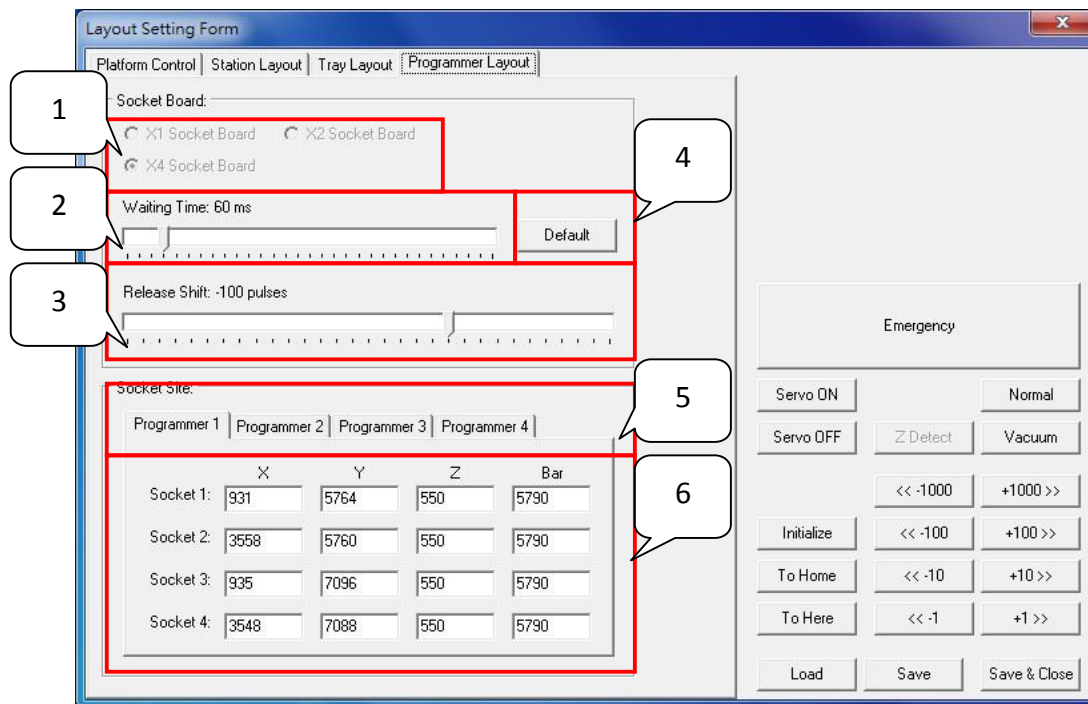 Layout Setting Form
x
Platform Control Station Layout Tray Layout Programmer Layout
1
Socket Board:
X1 Socket Board X2 Socket Board
X4 Socket Board
4
2
Waiting Time: 60 ms
Default
3
Release Shift: -100 pulses
Emergency
Socket Site:
5
Programmer 1 Programmer 2 Programmer 3 Programmer 4
6
X Y Z Bar
Socket 1: 931 5764 550 5790
Socket 2: 3558 5760 550 5790
Socket 3: 935 7096 550 5790
Socket 4: 3548 7088 550 5790
Servo ON Normal
Servo OFF Z Detect Vacuum
<< -1000 +1000 >>
Initialize << -100 +100 >>
To Home << -10 +10 >>
To Here << -1 +1 >>
Load Save Save & Close